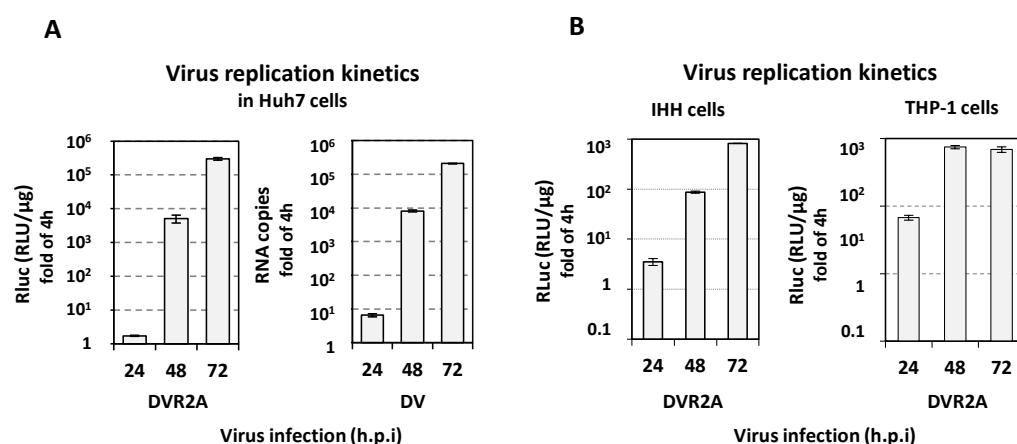 A
Virus replication kinetics
in Huh7 cells
Rluc (RLU/µg)
fold of 4h
10⁶
10⁵
10⁴
10³
10²
10¹
1
24 48 72
DVR2A
RNA copies
fold of 4h
10⁶
10⁵
10⁴
10³
10²
10¹
1
24 48 72
DV
Virus infection (h.p.i)
B
Virus replication kinetics
IHH cells
RLuc (RLU/µg)
fold of 4h
10³
10²
10¹
1
0.1
24 48 72
DVR2A
THP-1 cells
Rluc (RLU/µg)
fold of 4h
10³
10²
10¹
1
0.1
24 48 72
DVR2A
Virus infection (h.p.i)